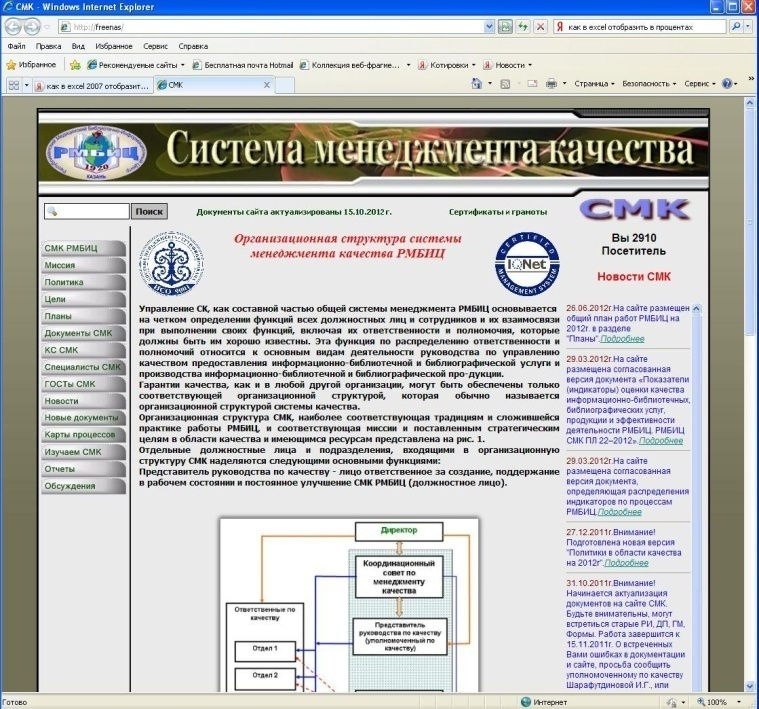 СМК - Windows Internet Explorer
http://freenas/
как в excel отобразить в процентах
Файл Правка Вид Избранное Сервис Справка
Избранное Рекомендуемые сайты Бесплатная почта Hotmail Коллекция веб-фрагме... Котировки Новости
как в excel 2007 отобразит... СМК Страница Безопасность Сервис
РМБИЦ
1920
КАЗАНЬ
Система менеджмента качества
Поиск
Документы сайта актуализированы 15.10.2012 г.
Сертификаты и грамоты
СМК
СМК РМБИЦ
Миссия
Политика
Цели
Планы
Документы СМК
КС СМК
Специалисты СМК
ГОСТы СМК
Новости
Новые документы
Карты процессов
Изучаем СМК
Отчеты
Обсуждения
ИСО 9001
Организационная структура системы
менеджмента качества РМБИЦ
CERTIFIED
IQNet
MANAGEMENT SYSTEM
Управление СК, как составной частью общей системы менеджмента РМБИЦ основывается
на четком определении функций всех должностных лиц и сотрудников и их взаимосвязи
при выполнении своих функций, включая их ответственности и полномочия, которые
должны быть им хорошо известны. Эта функция по распределению ответственности и
полномочий относится к основным видам деятельности руководства по управлению
качеством предоставления информационно-библиотечной и библиографической услуги и
производства информационно-библиотечной и библиографической про-дукции.
Гарантии качества, как и в любой другой организации, могут быть обеспечены только
соответствующей организационной структурой, которая обычно называется
организационной структурой системы качества.
Организационная структура СМК, наиболее соответствующая традициям и сложившейся
практике работы РМБИЦ, и соответствующая миссии и поставленным стратегическим
целям в области качества и имеющимся ресурсам представлена на рис. 1.
Отдельные должностные лица и подразделения, входящими в организационную
структуру СМК наделяются следующими основными функциями:
Представитель руководства по качеству - лицо ответственное за создание, поддержание
в рабочем состоянии и постоянное улучшение СМК РМБИЦ (должностное лицо).
Директор
Координационный
совет по
менеджменту
качества
Ответственные по
качеству
Представитель
руководства по качеству
(уполномоченный по
качеству)
Отдел 1
Отдел 2
Вы 2910
Посетитель
Новости СМК
26.06.2012г.На сайте размещен
общий план работ РМБИЦ на
2012г. в разделе
"Планы".Подробнее
29.03.2012г.На сайте
размещена согласованная
версия документа «Показатели
(индикаторы) оценки качества
информационно-библиотечных,
библиографических услуг,
продукции и эффективности
деятельности РМБИЦ. РМБИЦ
СМК ПЛ 22–2012».Подробнее
29.03.2012г.На сайте
размещена согласованная
версия документа,
определяющая распределения
индикаторов по процессам
РМБИЦ.Подробнее
27.12.2011г.Внимание!
Подготовлена новая версия
"Политики в области качества
на 2012г".Подробнее
31.10.2011г.Внимание!
Начинается актуализация
документов на сайте СМК.
Будьте внимательны, могут
встретиться старые РИ, ДП, ГМ,
Формы. Работа завершится к
15.11.2011г. О встреченных
Вами ошибках в документации
и сайте, просьба сообщить
уполномоченному по качеству
Шарафутдиновой И.Г., или
Готово Интернет 100%